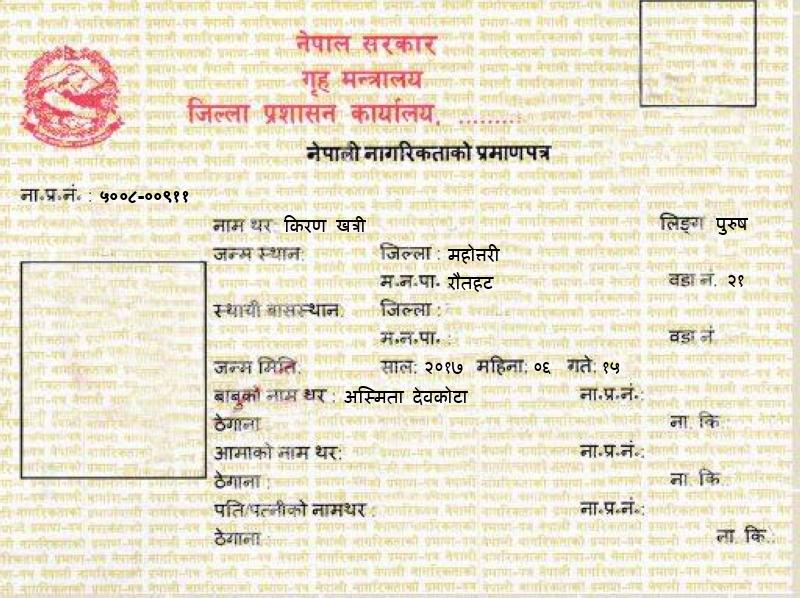 नेपाल सरकार
गृह मन्त्रालय
जिल्ला प्रशासन कार्यालय, .........
नेपाली नागरिकताको प्रमाणपत्र
ना.प्र.नं. : ५००८-००९११
नाम थर: किरण खत्री लिङ्ग पुरुष
जन्म स्थान: जिल्ला : महोत्तरी
म.न.पा. रौतहट वडा नं. २१
स्थायी बासस्थान: जिल्ला :
म.न.पा. : वडा नं.
जन्म मिति: साल: २०१७ महिना: ०६ गते: १५
बाबुको नाम थर : अस्मिता देवकोटा ना.प्र.नं.:
ठेगाना : ना. कि.:
आमाको नाम थर: ना.प्र.नं.:
ठेगाना : ना. कि.
पति/पत्नीको नामथर : ना.प्र.नं.:
ठेगाना : ना. कि.: